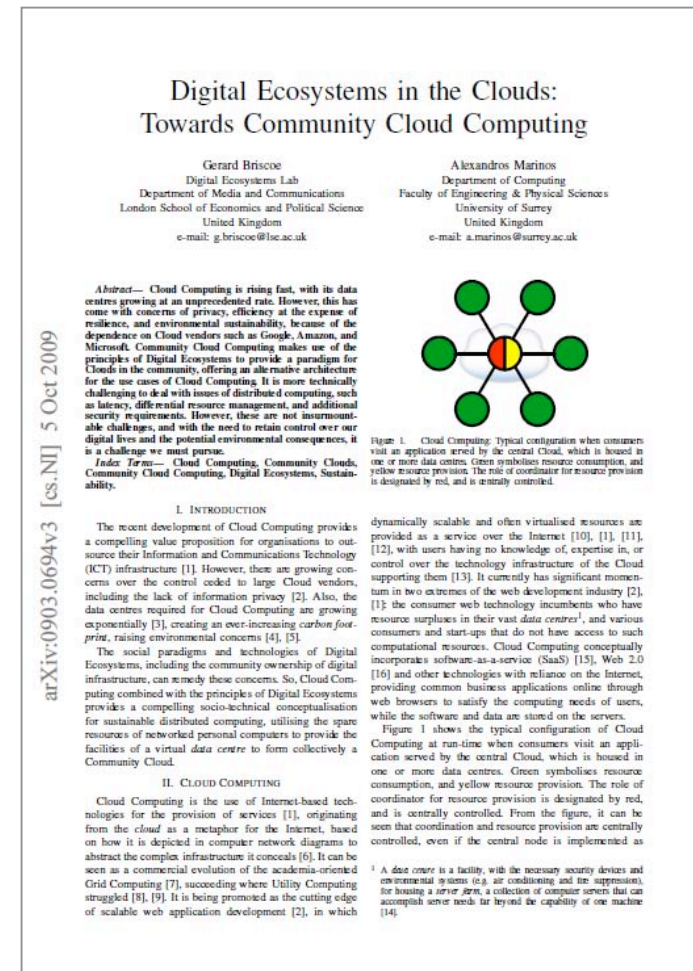 Digital Ecosystems in the Clouds:
Towards Community Cloud Computing
Gerard Briscoe
Digital Ecosystems Lab
Department of Media and Communications
London School of Economics and Political Science
United Kingdom
e-mail: g.briscoe@lse.ac.uk
Alexandros Marinos
Department of Computing
Faculty of Engineering & Physical Sciences
University of Surrey
United Kingdom
e-mail: a.marinos@surrey.ac.uk
arXiv:0903.0694v3 [cs.NI] 5 Oct 2009
Abstract— Cloud Computing is rising fast, with its data
centres growing at an unprecedented rate. However, this has
come with concerns of privacy, efficiency at the expense of
resilience, and environmental sustainability, because of the
dependence on Cloud vendors such as Google, Amazon, and
Microsoft. Community Cloud Computing makes use of the
principles of Digital Ecosystems to provide a paradigm for
Clouds in the community, offering an alternative architecture
for the use cases of Cloud Computing. It is more technically
challenging to deal with issues of distributed computing, such
as latency, differential resource management, and additional
security requirements. However, these are not insurmount-
able challenges, and with the need to retain control over our
digital lives and the potential environmental consequences, it
is a challenge we must pursue.
Index Terms— Cloud Computing, Community Clouds,
Community Cloud Computing, Digital Ecosystems, Sustain-
ability.
I. INTRODUCTION
The recent development of Cloud Computing provides
a compelling value proposition for organisations to out-
source their Information and Communications Technology
(ICT) infrastructure [1]. However, there are growing con-
cerns over the control ceded to large Cloud vendors,
including the lack of information privacy [2]. Also, the
data centres required for Cloud Computing are growing
exponentially [3], creating an ever-increasing carbon foot-
print, raising environmental concerns [4], [5].
The social paradigms and technologies of Digital
Ecosystems, including the community ownership of digital
infrastructure, can remedy these concerns. So, Cloud Com-
puting combined with the principles of Digital Ecosystems
provides a compelling socio-technical conceptualisation
for sustainable distributed computing, utilising the spare
resources of networked personal computers to provide the
facilities of a virtual data centre to form collectively a
Community Cloud.
II. CLOUD COMPUTING
Cloud Computing is the use of Internet-based tech-
nologies for the provision of services [1], originating
from the cloud as a metaphor for the Internet, based
on how it is depicted in computer network diagrams to
abstract the complex infrastructure it conceals [6]. It can be
seen as a commercial evolution of the academia-oriented
Grid Computing [7], succeeding where Utility Computing
struggled [8], [9]. It is being promoted as the cutting edge
of scalable web application development [2], in which
Figure 1. Cloud Computing: Typical configuration when consumers
visit an application served by the central Cloud, which is housed in
one or more data centres. Green symbolises resource consumption, and
yellow resource provision. The role of coordinator for resource provision
is designated by red, and is centrally controlled.
dynamically scalable and often virtualised resources are
provided as a service over the Internet [10], [1], [11],
[12], with users having no knowledge of, expertise in, or
control over the technology infrastructure of the Cloud
supporting them [13]. It currently has significant momen-
tum in two extremes of the web development industry [2],
[1]: the consumer web technology incumbents who have
resource surpluses in their vast data centres1, and various
consumers and start-ups that do not have access to such
computational resources. Cloud Computing conceptually
incorporates software-as-a-service (SaaS) [15], Web 2.0
[16] and other technologies with reliance on the Internet,
providing common business applications online through
web browsers to satisfy the computing needs of users,
while the software and data are stored on the servers.
Figure 1 shows the typical configuration of Cloud
Computing at run-time when consumers visit an appli-
cation served by the central Cloud, which is housed in
one or more data centres. Green symbolises resource
consumption, and yellow resource provision. The role of
coordinator for resource provision is designated by red,
and is centrally controlled. From the figure, it can be
seen that coordination and resource provision are centrally
controlled, even if the central node is implemented as
1 A data centre is a facility, with the necessary security devices and
environmental systems (e.g. air conditioning and fire suppression),
for housing a server farm, a collection of computer servers that can
accomplish server needs far beyond the capability of one machine
[14].